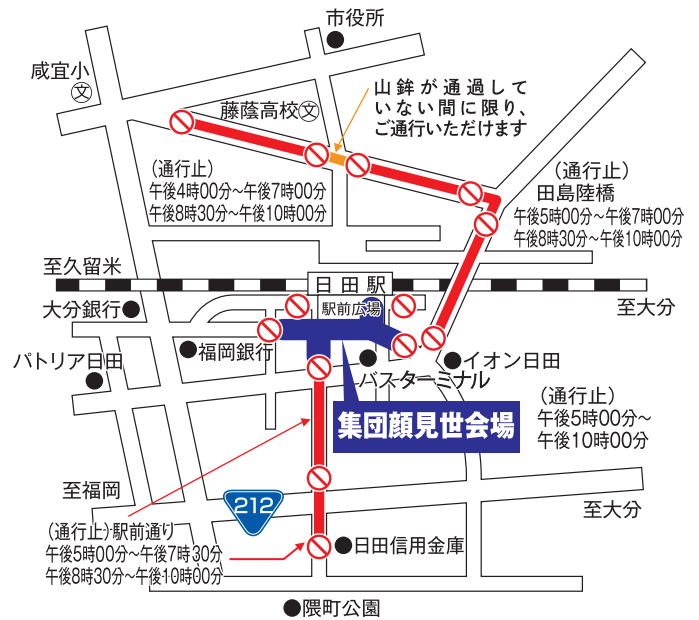 市役所
咸宜小
文
藤蔭高校文
山鉾が通過して
いない間に限り、
ご通行いただけます
(通行止)
午後4時00分~午後7時00分
午後8時30分~午後10時00分
(通行止)
田島陸橋
午後5時00分~午後7時00分
午後8時30分~午後10時00分
至久留米
日田駅
駅前広場
至大分
大分銀行
福岡銀行
パトリア日田
イオン日田
バスターミナル
集団顔見世会場
(通行止)
午後5時00分~
午後10時00分
至福岡
212
至大分
(通行止)駅前通り
午後5時00分~午後7時30分
午後8時30分~午後10時00分
日田信用金庫
隈町公園